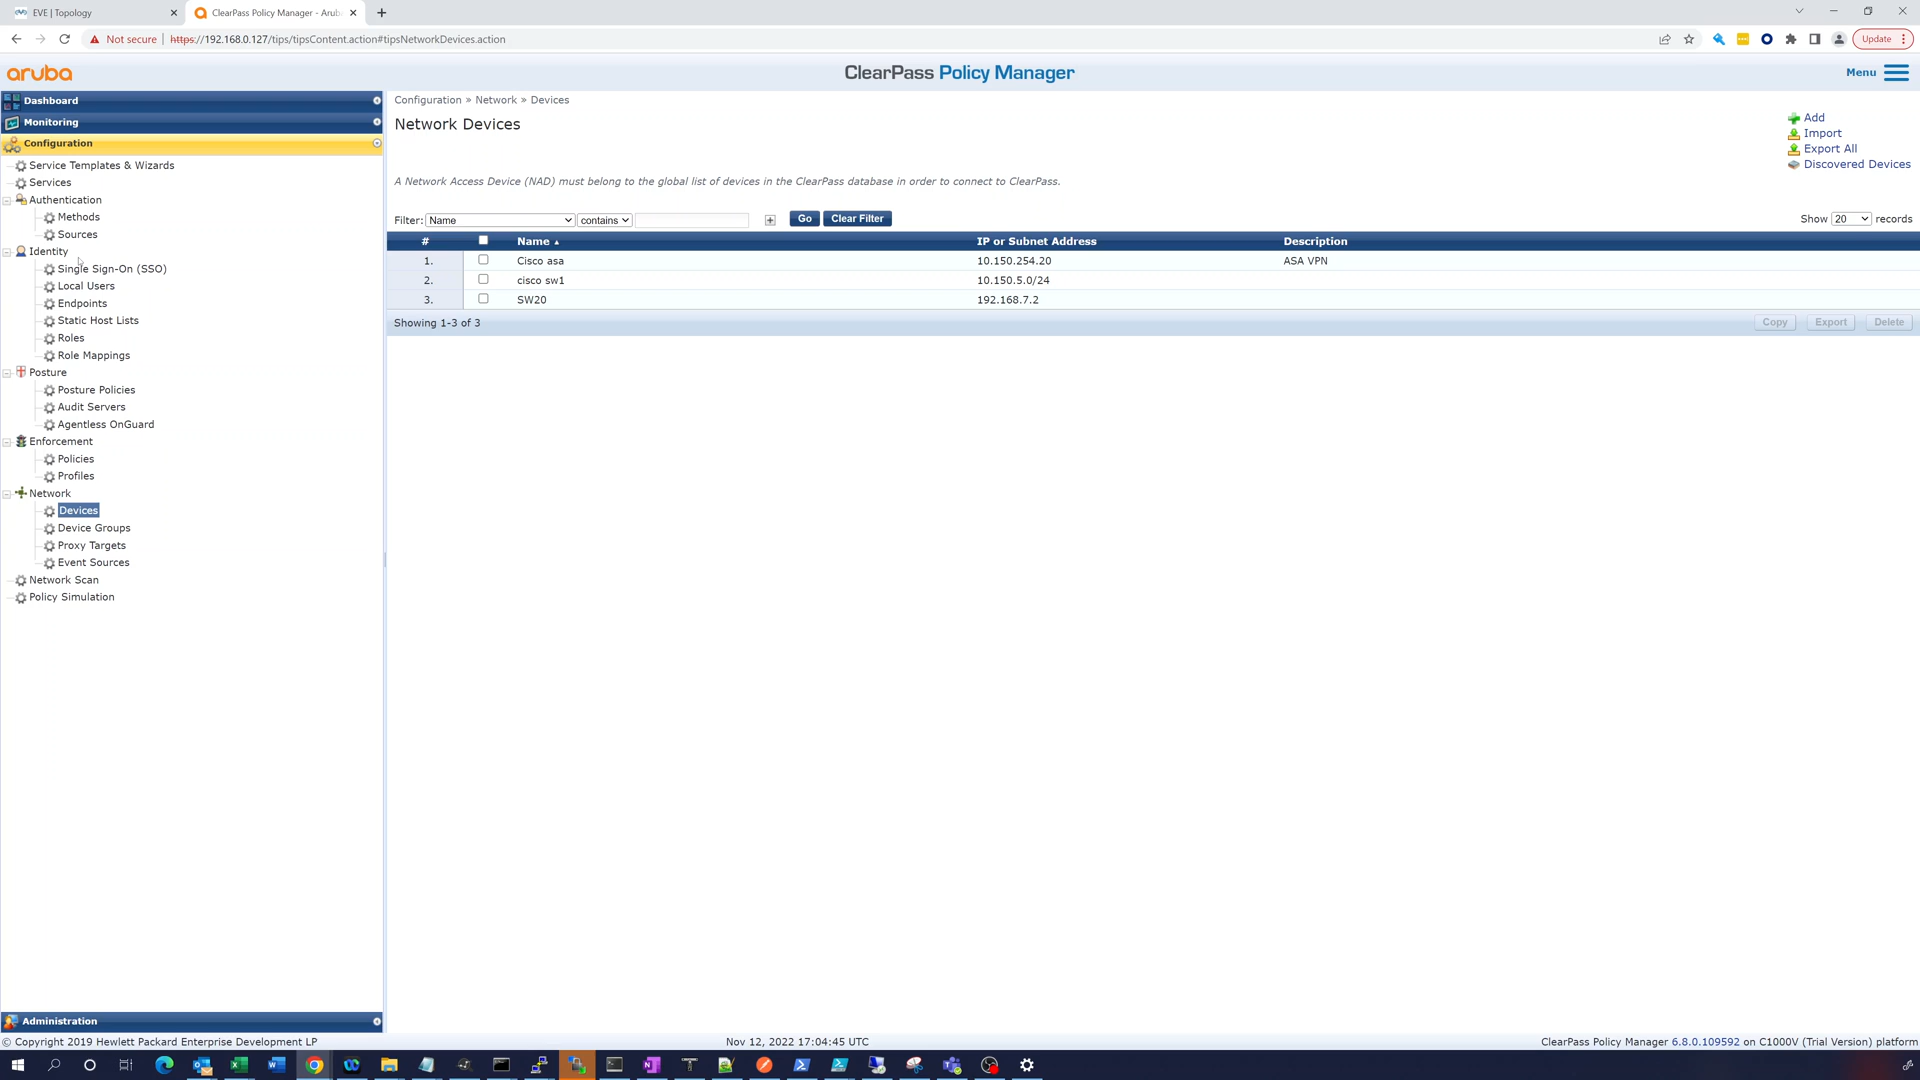 EVE | Topology
ClearPass Policy Manager - Arub
Not secure
https://192.168.0.127/tips/tipsContent.action#tipsNetworkDevices.action
Update
aruba
ClearPass Policy Manager
Menu
Dashboard
Monitoring
Configuration
Service Templates & Wizards
Services
Authentication
Methods
Sources
Identity
Single Sign-On (SSO)
Local Users
Endpoints
Static Host Lists
Roles
Role Mappings
Posture
Posture Policies
Audit Servers
Agentless OnGuard
Enforcement
Policies
Profiles
Network
Devices
Device Groups
Proxy Targets
Event Sources
Network Scan
Policy Simulation
Administration
Configuration » Network » Devices
Network Devices
Add
Import
Export All
Discovered Devices
A Network Access Device (NAD) must belong to the global list of devices in the ClearPass database in order to connect to ClearPass.
Filter: Name contains Go Clear Filter Show 20 records
# Name IP or Subnet Address Description
1. Cisco asa 10.150.254.20 ASA VPN
2. cisco sw1 10.150.5.0/24
3. SW20 192.168.7.2
Showing 1-3 of 3 Copy Export Delete
© Copyright 2019 Hewlett Packard Enterprise Development LP
Nov 12, 2022 17:04:45 UTC
ClearPass Policy Manager 6.8.0.109592 on C1000V (Trial Version) platform